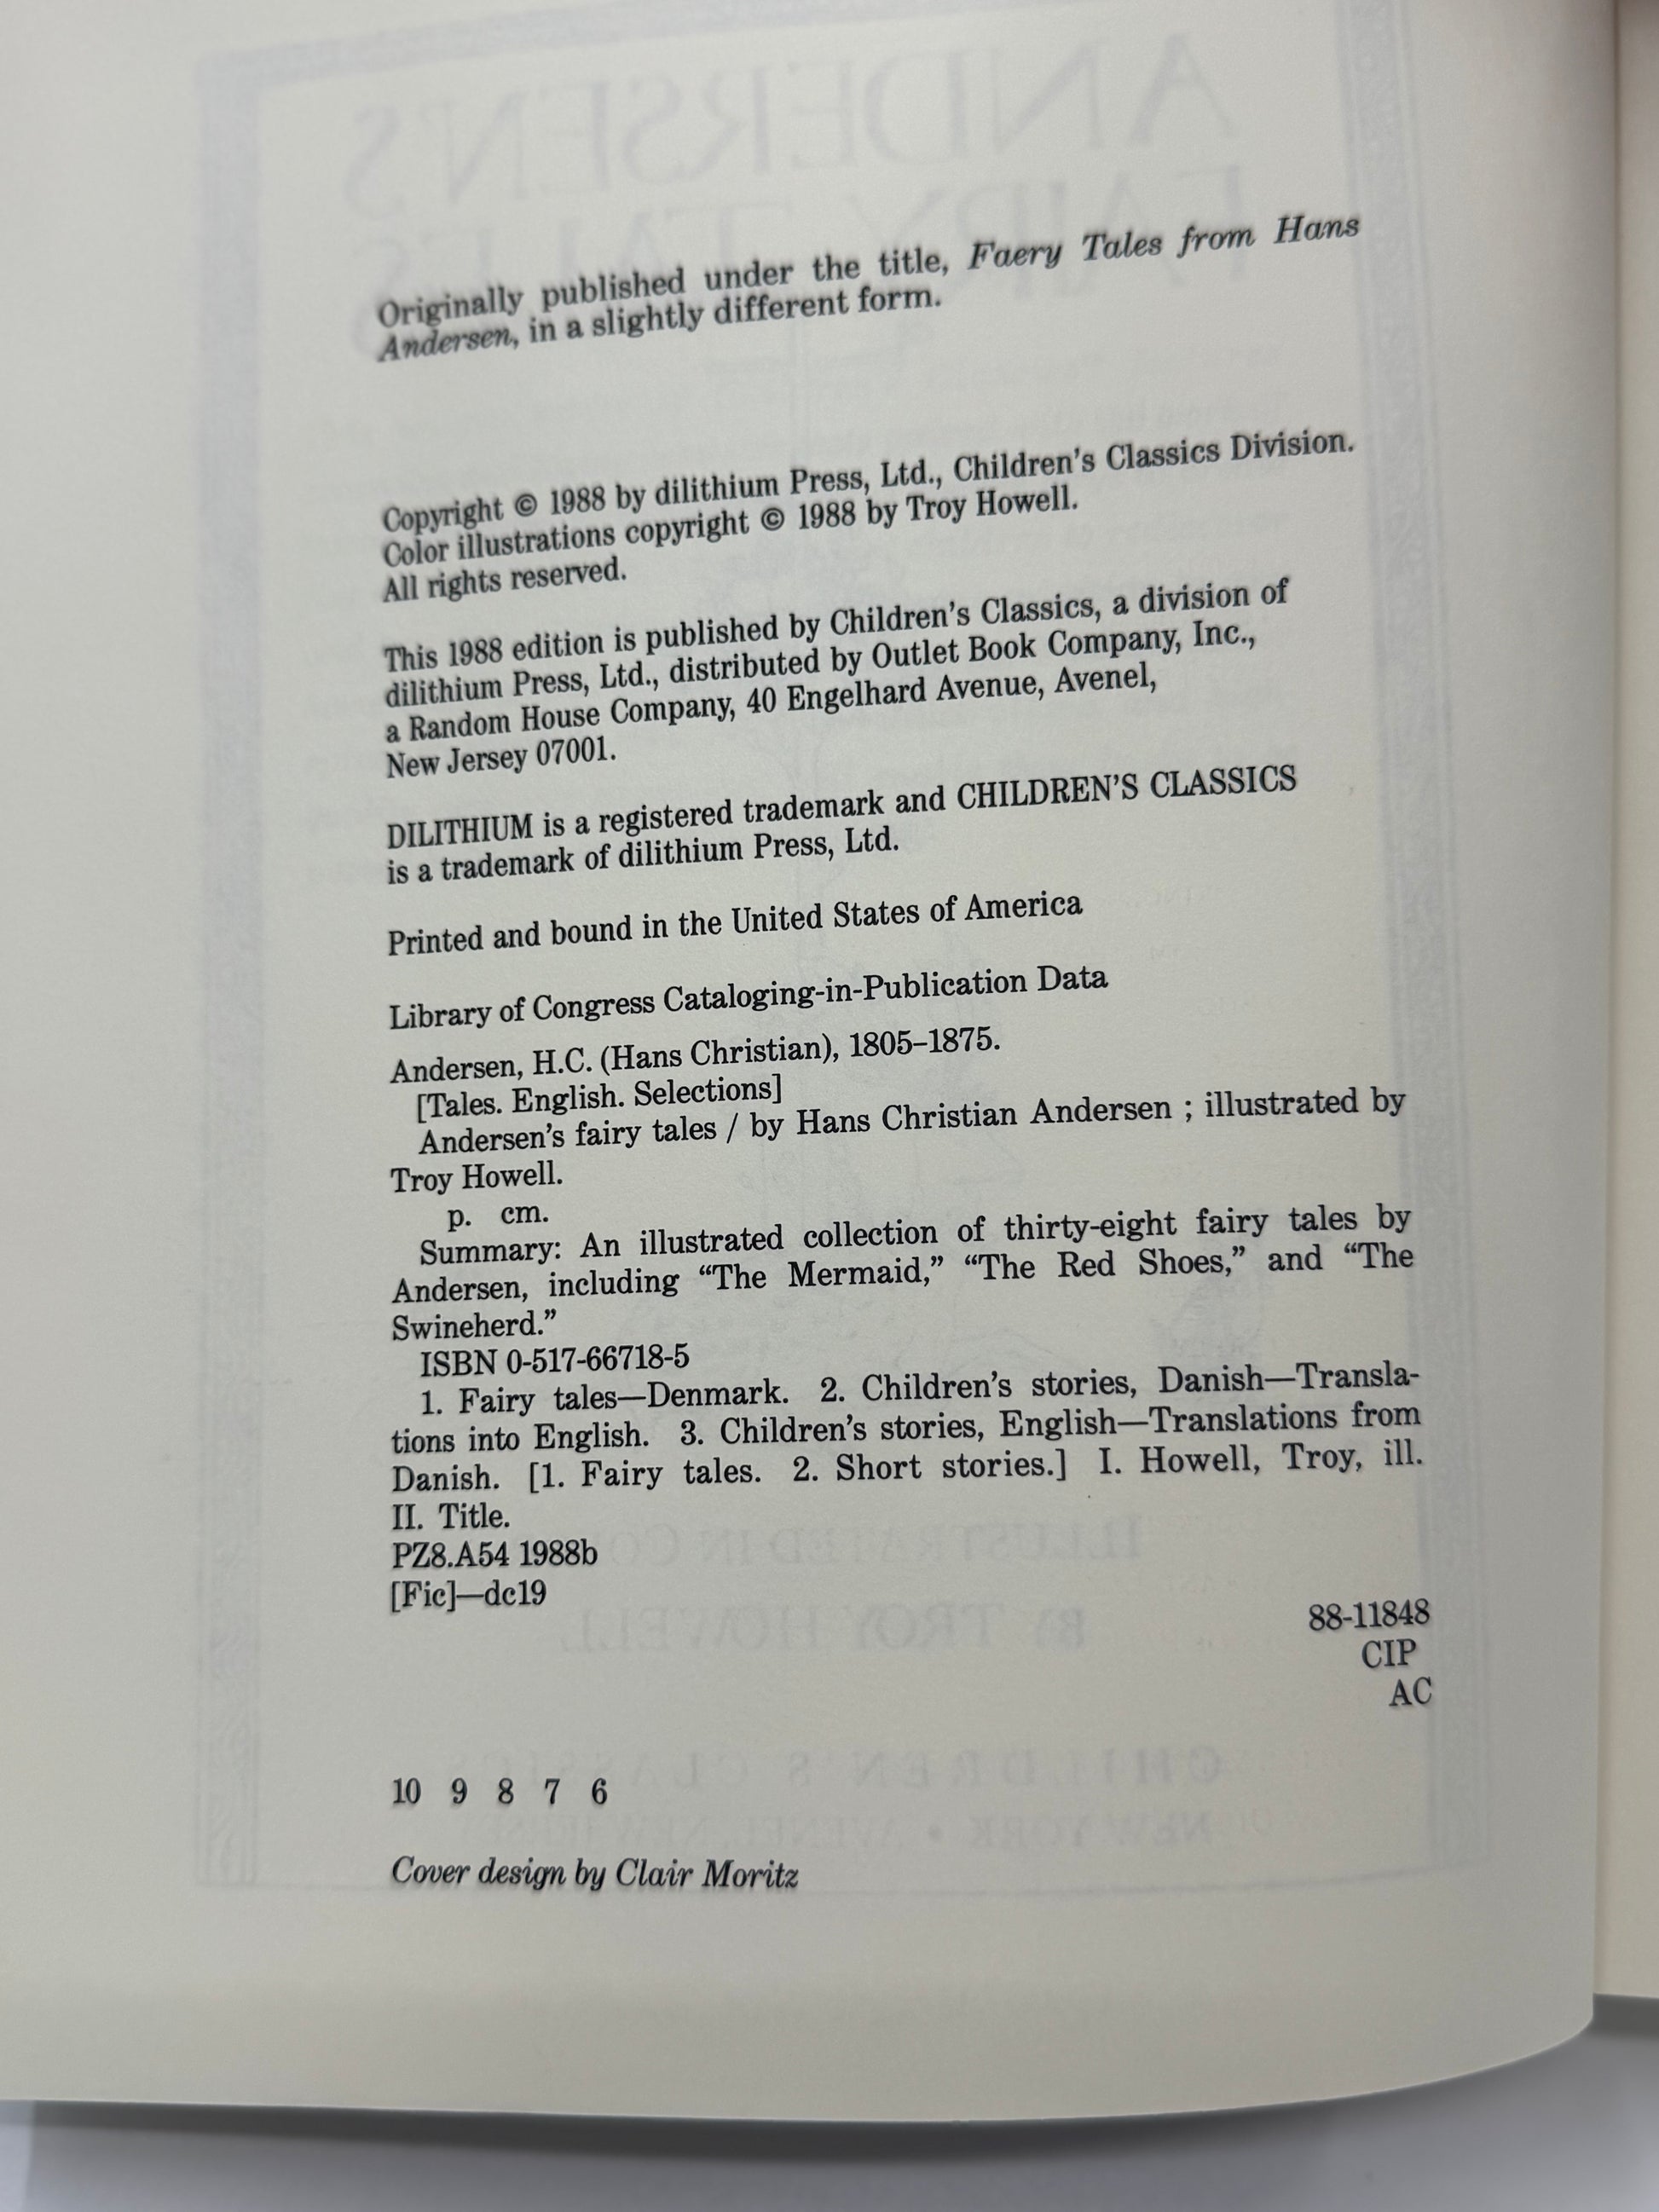 Originally published under the title, Faery Tales from Hans
Andersen, in a slightly different form.
Copyright © 1988 by dilithium Press, Ltd., Children's Classics Division.
Color illustrations copyright © 1988 by Troy Howell.
All rights reserved.
This 1988 edition is published by Children's Classics, a division of
dilithium Press, Ltd., distributed by Outlet Book Company, Inc.,
a Random House Company, 40 Engelhard Avenue, Avenel,
New Jersey 07001.
DILITHIUM is a registered trademark and CHILDREN'S CLASSICS
is a trademark of dilithium Press, Ltd.
Printed and bound in the United States of America
Library of Congress Cataloging-in-Publication Data
Andersen, H.C. (Hans Christian), 1805–1875.
[Tales. English. Selections]
Andersen's fairy tales / by Hans Christian Andersen ; illustrated by
Troy Howell.
p. cm.
Summary: An illustrated collection of thirty-eight fairy tales by
Andersen, including “The Mermaid,” “The Red Shoes,” and “The
Swineherd.”
ISBN 0-517-66718-5
1. Fairy tales—Denmark. 2. Children's stories, Danish—Transla-
tions into English. 3. Children's stories, English—Translations from
Danish. [1. Fairy tales. 2. Short stories.] I. Howell, Troy, ill.
II. Title.
PZ8.A54 1988b
[Fic]—dc19
88-11848
CIP
AC
10 9 8 7 6
Cover design by Clair Moritz